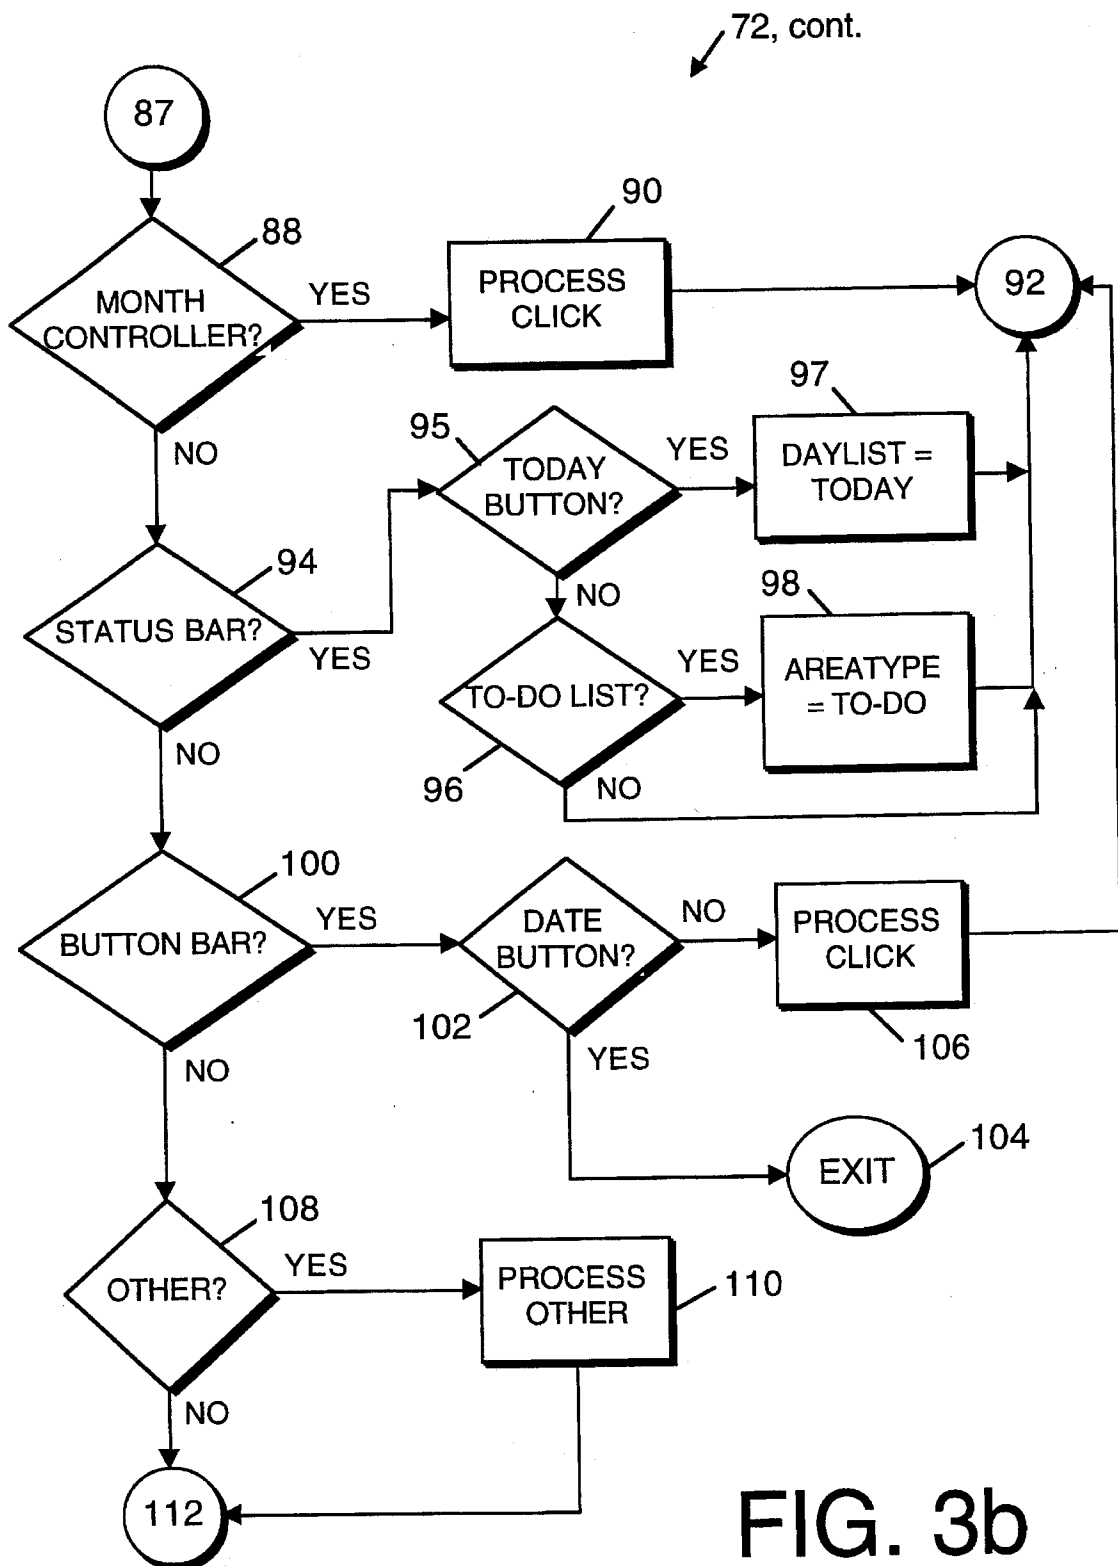 72, cont.
87
88
MONTH
CONTROLLER?
YES
90
PROCESS
CLICK
92
NO
95
TODAY
BUTTON?
YES
97
DAYLIST =
TODAY
94
STATUS BAR?
YES
NO
TO-DO LIST?
96
YES
98
AREATYPE
= TO-DO
NO
NO
100
BUTTON BAR?
YES
DATE
BUTTON?
102
NO
PROCESS
CLICK
106
YES
NO
EXIT
104
108
OTHER?
YES
PROCESS
OTHER
110
NO
112
FIG. 3b